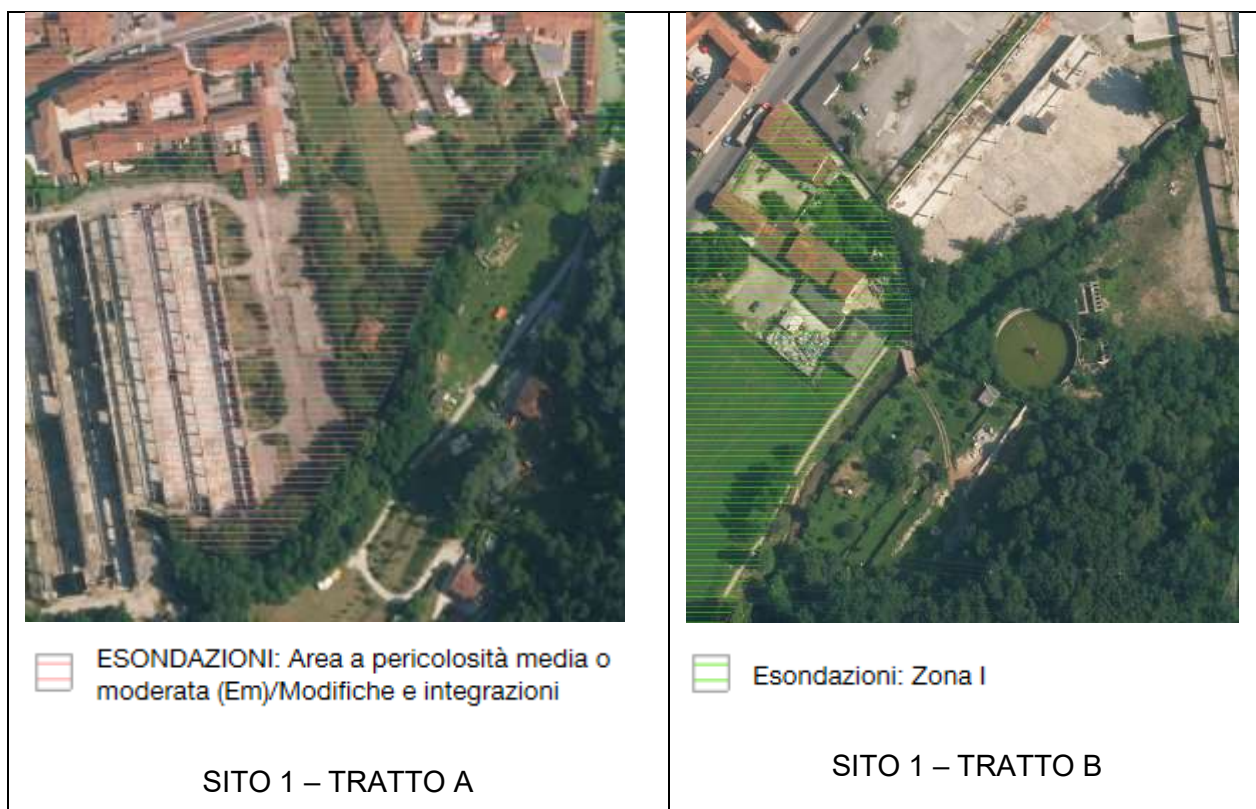 ESONDAZIONI: Area a pericolosità media o
moderata (Em)/Modifiche e integrazioni
SITO 1 – TRATTO A
Esondazioni: Zona I
SITO 1 – TRATTO B